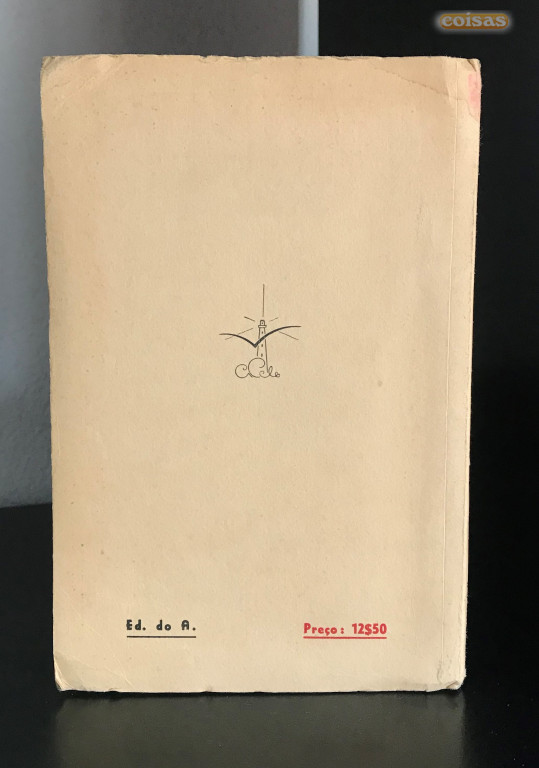 coisas
Ed. do A.
Preço: 12$50